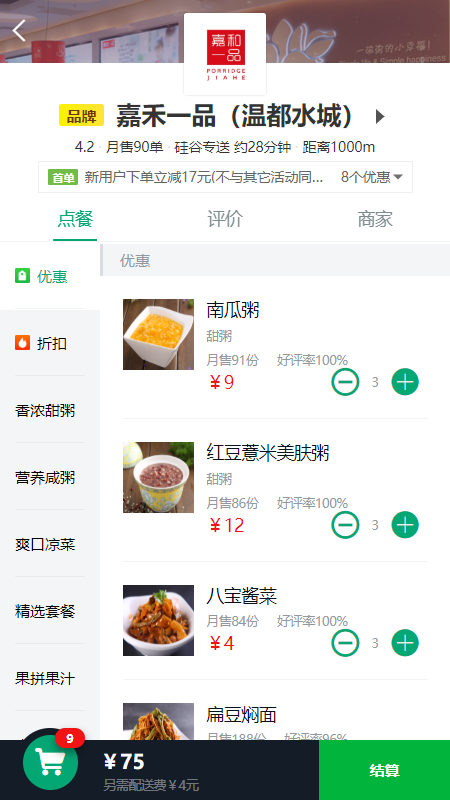 一碗粥的小幸福!
Simple happiness
嘉和
一品
PORRIDGE
JIAHE
品牌 嘉禾一品（温都水城）
4.2 · 月售90单 · 硅谷专送 约28分钟 · 距离1000m
首单 新用户下单立减17元(不与其它活动同... 8个优惠
点餐 评价 商家
优惠
折扣
香浓甜粥
营养咸粥
爽口凉菜
精选套餐
果拼果汁
优惠
南瓜粥
甜粥
月售91份 好评率100%
￥9 3
红豆薏米美肤粥
甜粥
月售86份 好评率100%
￥12 3
八宝酱菜
月售84份 好评率100%
￥4 3
扁豆焖面
月售188份 好评率96%
9
￥75
另需配送费￥4元
结算